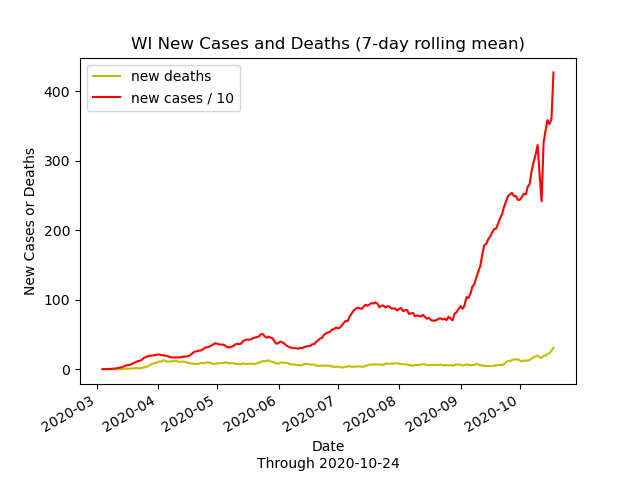 WI New Cases and Deaths (7-day rolling mean)
new deaths
new cases / 10
New Cases or Deaths
400
300
200
100
0
2020-03
2020-04
2020-05
2020-06
2020-07
2020-08
2020-09
2020-10
Date
Through 2020-10-24